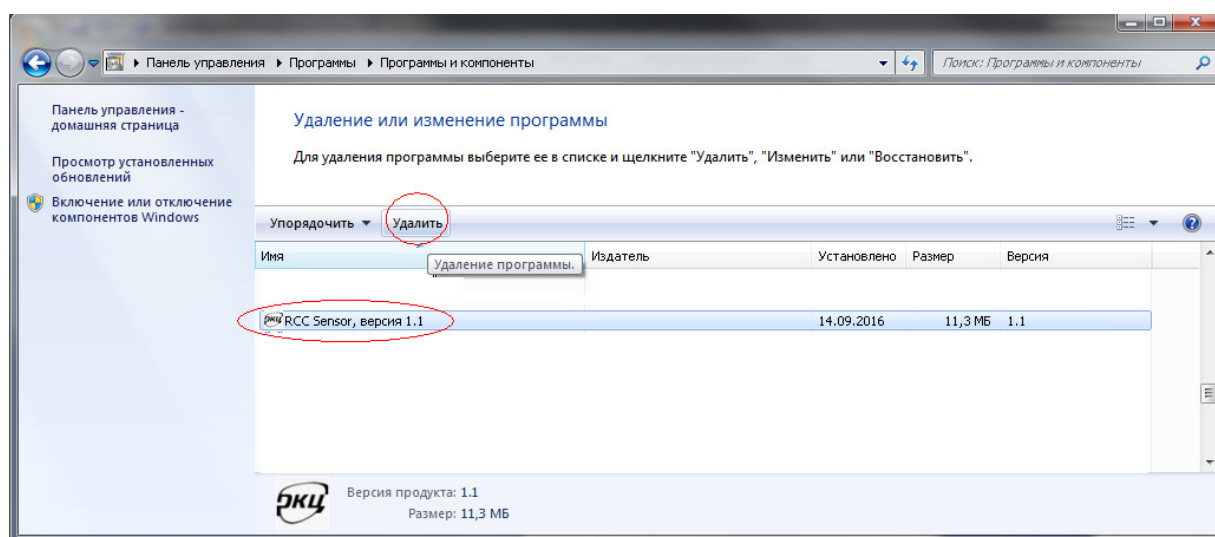 Панель управления
Программы
Программы и компоненты
Поиск: Программы и компоненты
Панель управления -
домашняя страница
Просмотр установленных
обновлений
Включение или отключение
компонентов Windows
Удаление или изменение программы
Для удаления программы выберите ее в списке и щелкните "Удалить", "Изменить" или "Восстановить".
Упорядочить
Удалить
Имя
Издатель
Установлено
Размер
Версия
Удаление программы.
ркц
RCC Sensor, версия 1.1
14.09.2016
11,3 МБ
1.1
ркц
Версия продукта: 1.1
Размер: 11,3 МБ